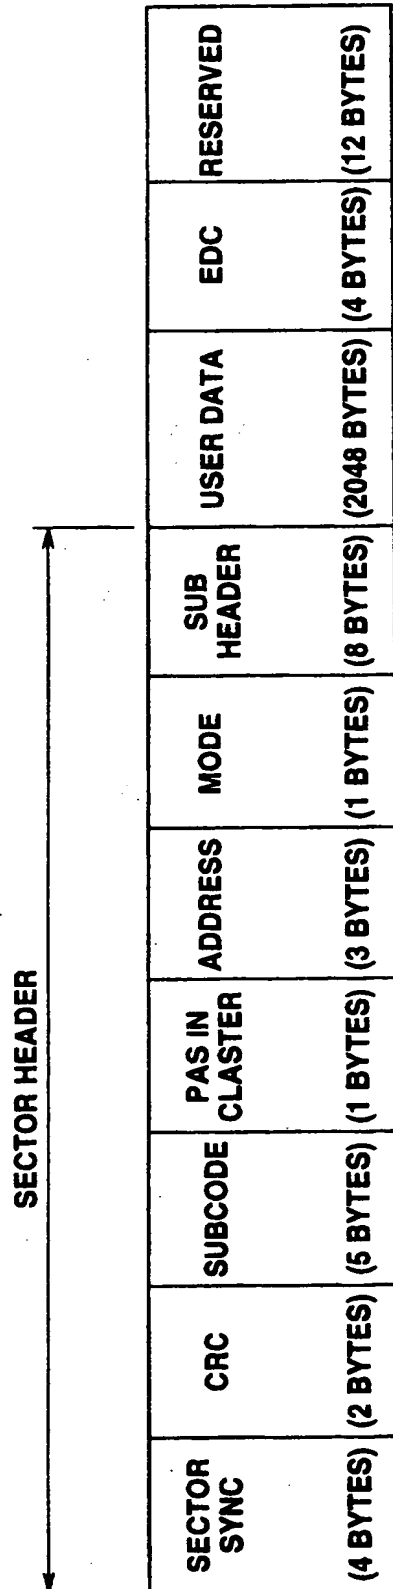 SECTOR HEADER
SECTOR
SYNC
(4 BYTES)
CRC
(2 BYTES)
SUBCODE
(5 BYTES)
PAS IN
CLASTER
(1 BYTES)
ADDRESS
(3 BYTES)
MODE
(1 BYTES)
SUB
HEADER
(8 BYTES)
USER DATA
(2048 BYTES)
EDC
(4 BYTES)
RESERVED
(12 BYTES)